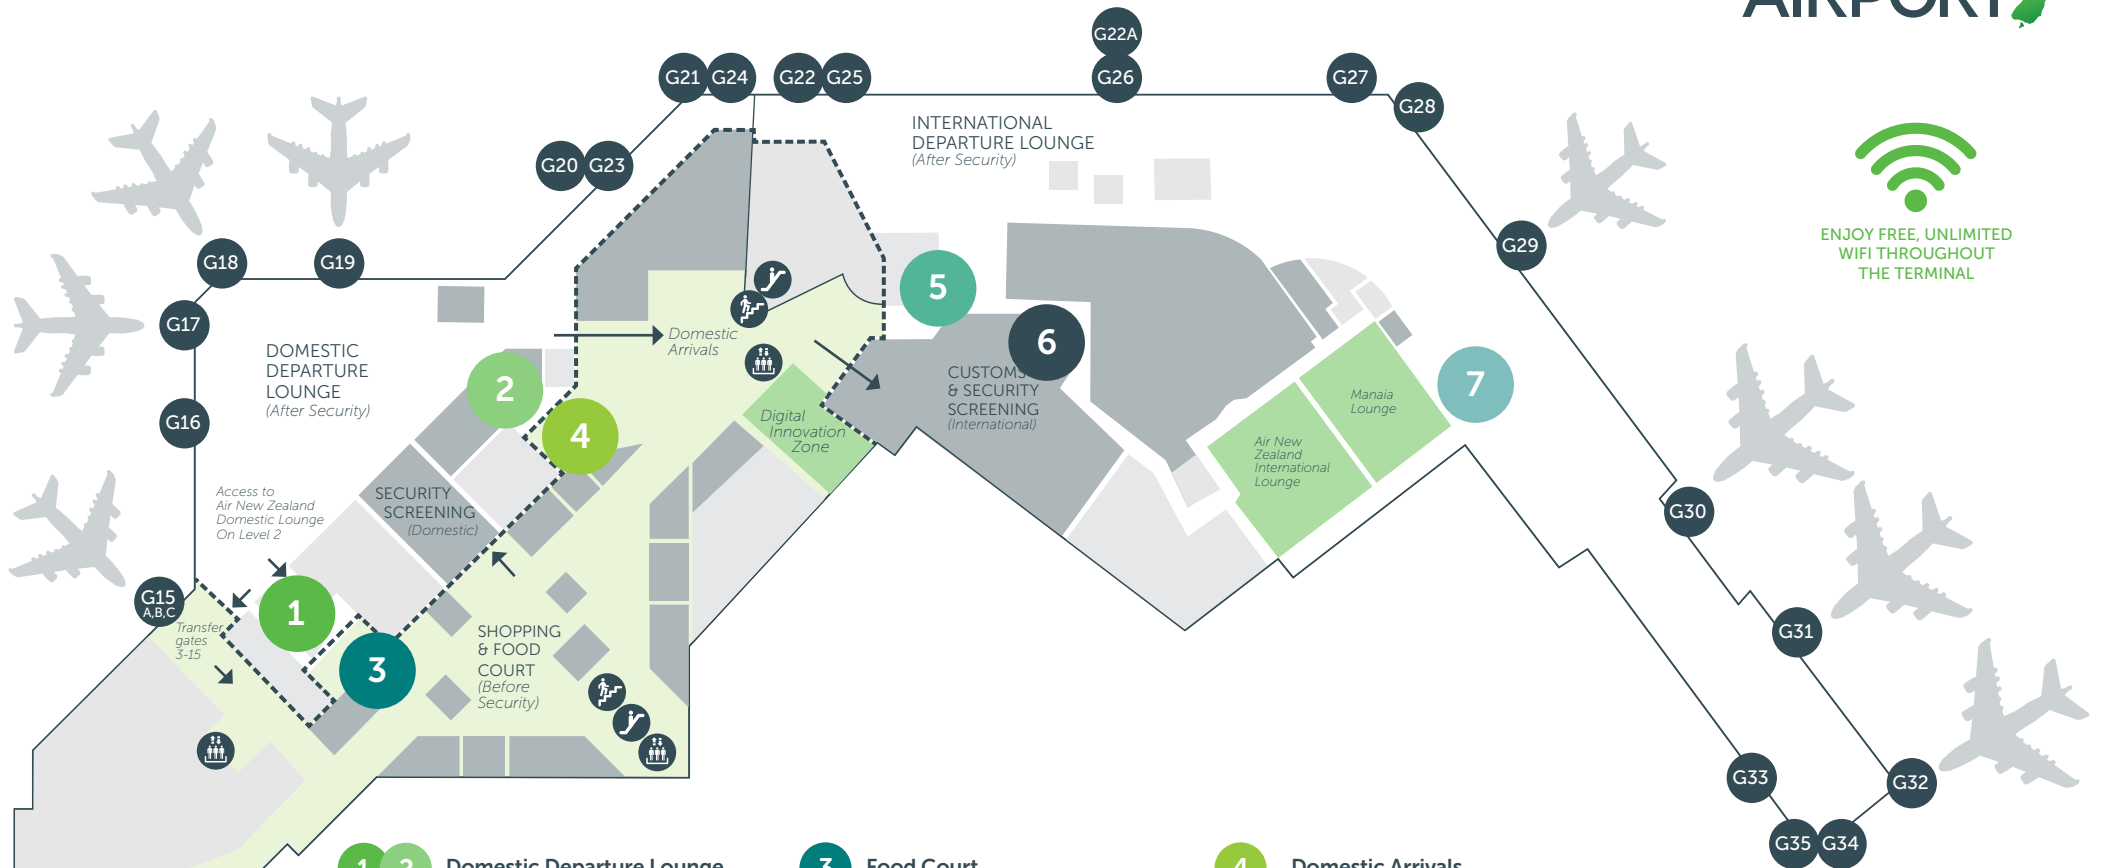 AIRPORT
G22A
G21
G24
G22
G25
G26
G27
G28
INTERNATIONAL
DEPARTURE LOUNGE
(After Security)
G20
G23
G18
G19
G29
ENJOY FREE, UNLIMITED
WIFI THROUGHOUT
THE TERMINAL
G17
5
Domestic
Arrivals
6
DOMESTIC
DEPARTURE
LOUNGE
(After Security)
2
CUSTOMS
& SECURITY
SCREENING
(International)
7
Manaia
Lounge
G16
4
Digital
Innovation
Zone
Air New
Zealand
International
Lounge
Access to
Air New Zealand
Domestic Lounge
On Level 2
SECURITY
SCREENING
(Domestic)
G30
G15
A,B,C
1
Transfer
gates
3-15
3
SHOPPING
& FOOD
COURT
(Before
Security)
G31
G33
G32
G35
G34
1
2
Domestic Departure Lounge
3
Food Court
4
Domestic Arrivals